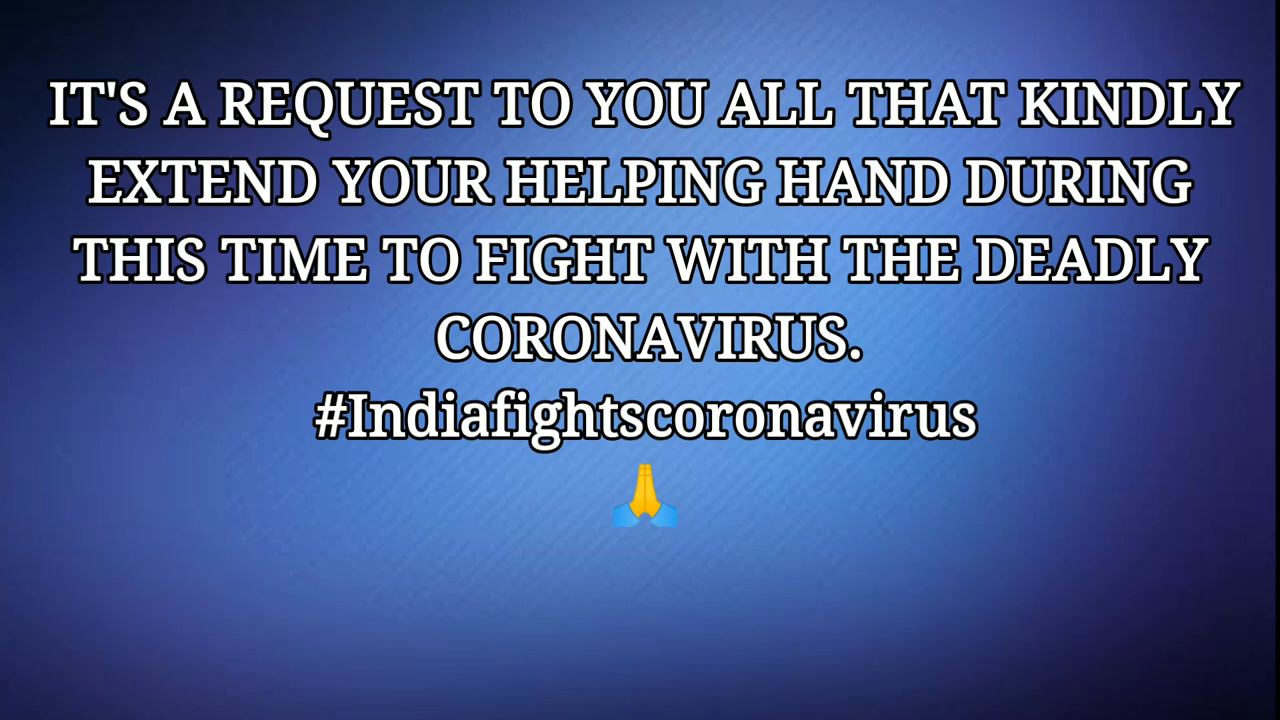 IT'S A REQUEST TO YOU ALL THAT KINDLY
EXTEND YOUR HELPING HAND DURING
THIS TIME TO FIGHT WITH THE DEADLY
CORONAVIRUS.
#Indiafightscoronavirus
🙏